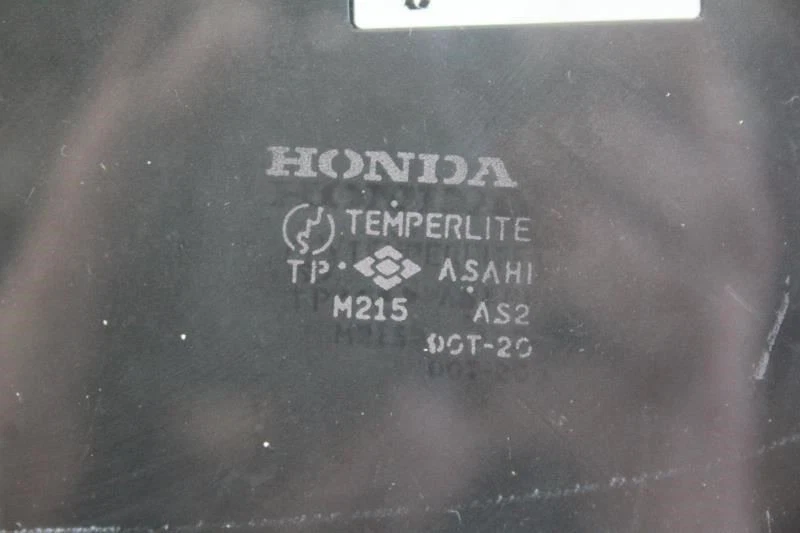 HONDA
TEMPERLITE
TP ASAHI
M215 AS2
DOT-20